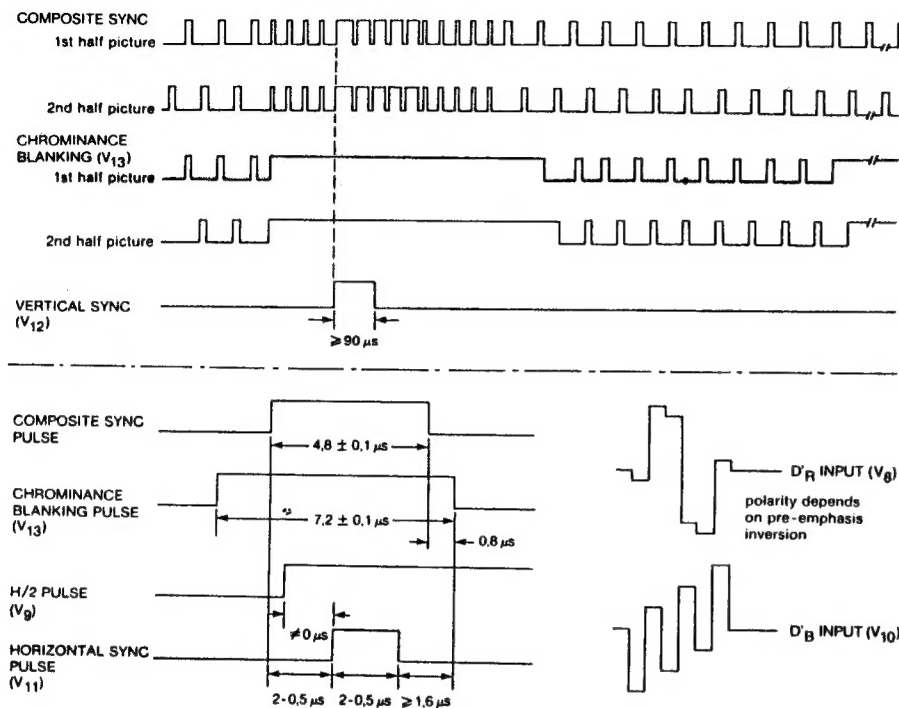 COMPOSITE SYNC
1st half picture
2nd half picture
CHROMINANCE
BLANKING (V13)
1st half picture
2nd half picture
VERTICAL SYNC
(V12)
≥90 µs
COMPOSITE SYNC
PULSE
4,8 ± 0,1 µs
CHROMINANCE
BLANKING PULSE
(V13)
7,2 ± 0,1 µs
0,8 µs
H/2 PULSE
(V9)
≠0 µs
HORIZONTAL SYNC
PULSE
(V11)
2-0,5 µs 2-0,5 µs ≥1,6 µs
D'R INPUT (V8)
polarity depends
on pre-emphasis
inversion
D'B INPUT (V10)